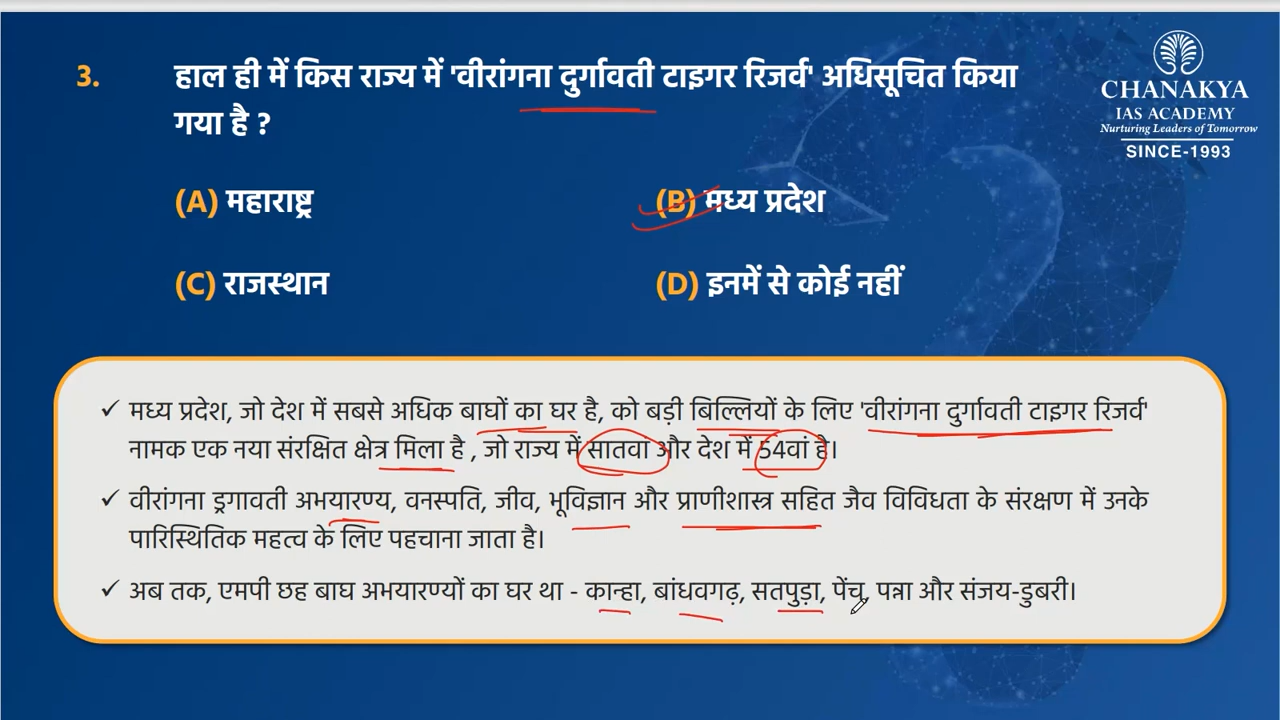 3. हाल ही में किस राज्य में 'वीरांगना दुर्गावती टाइगर रिजर्व' अधिसूचित किया
गया है ?
(A) महाराष्ट्र
(B) मध्य प्रदेश
(C) राजस्थान
(D) इनमें से कोई नहीं
CHANAKYA
IAS ACADEMY
Nurturing Leaders of Tomorrow
SINCE-1993
✓ मध्य प्रदेश, जो देश में सबसे अधिक बाघों का घर है, को बड़ी बिल्लियों के लिए 'वीरांगना दुर्गावती टाइगर रिजर्व'
नामक एक नया संरक्षित क्षेत्र मिला है , जो राज्य में सातवां और देश में 54वां है।
✓ वीरांगना ड्रगावती अभयारण्य, वनस्पति, जीव, भूविज्ञान और प्राणीशास्त्र सहित जैव विविधता के संरक्षण में उनके
पारिस्थितिक महत्व के लिए पहचाना जाता है।
✓ अब तक, एमपी छह बाघ अभयारण्यों का घर था - कान्हा, बांधवगढ़, सतपुड़ा, पेंच, पन्ना और संजय-डुबरी।